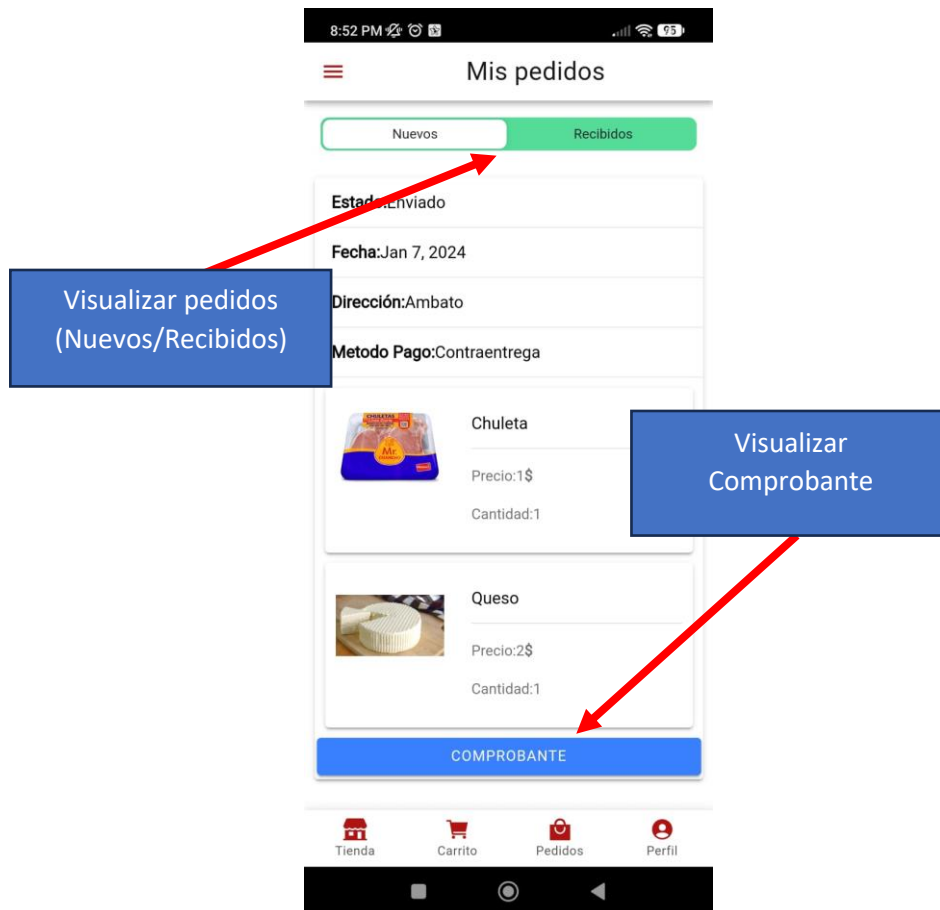 8:52 PM
95
Mis pedidos
Nuevos
Recibidos
Estado:Enviado
Fecha:Jan 7, 2024
Visualizar pedidos
(Nuevos/Recibidos)
Dirección:Ambato
Metodo Pago:Contraentrega
CHULETAS
Mr.
Chuleta
Precio:1$
Cantidad:1
Visualizar
Comprobante
Queso
Precio:2$
Cantidad:1
COMPROBANTE
Tienda
Carrito
Pedidos
Perfil